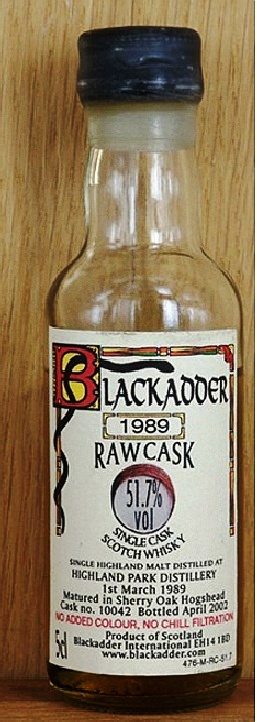 BLACKADDER
1989
RAW CASK
51.7%
vol
SINGLE CASK
SCOTCH WHISKY
SINGLE HIGHLAND MALT DISTILLED AT
HIGHLAND PARK DISTILLERY
1st March 1989
Matured in Sherry Oak Hogshead
Cask no. 10042 Bottled April 2002
NO ADDED COLOUR, NO CHILL FILTRATION
Product of Scotland
5cl Blackadder International EH14 1BD
www.blackadder.com